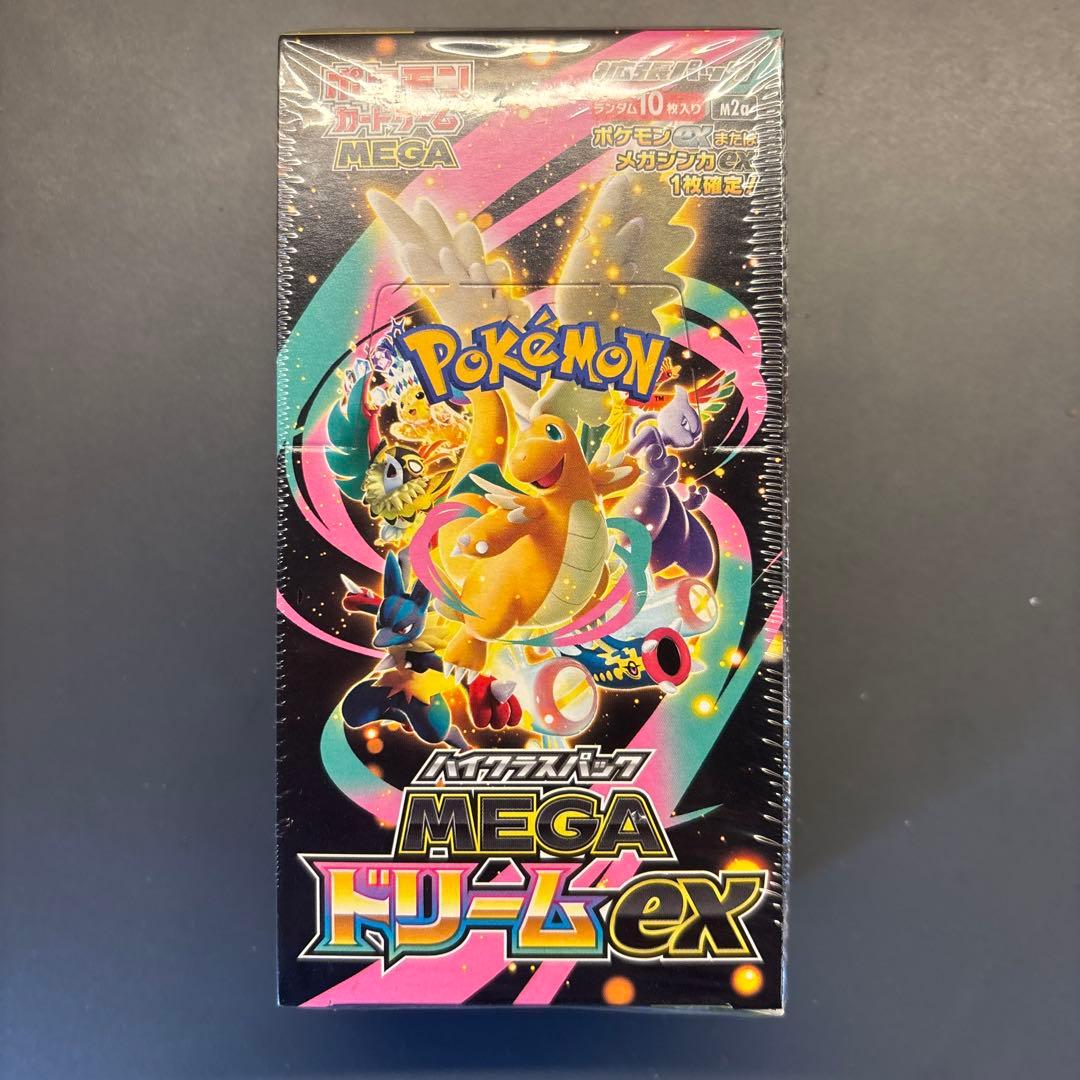 ポケモン
カードゲーム
MEGA
拡張パック
ランダム10枚入り M2a
ポケモンexまたは
メガシンカex
1枚確定!
POKÉMON
TM
ハイクラスパック
MEGA
ドリームex